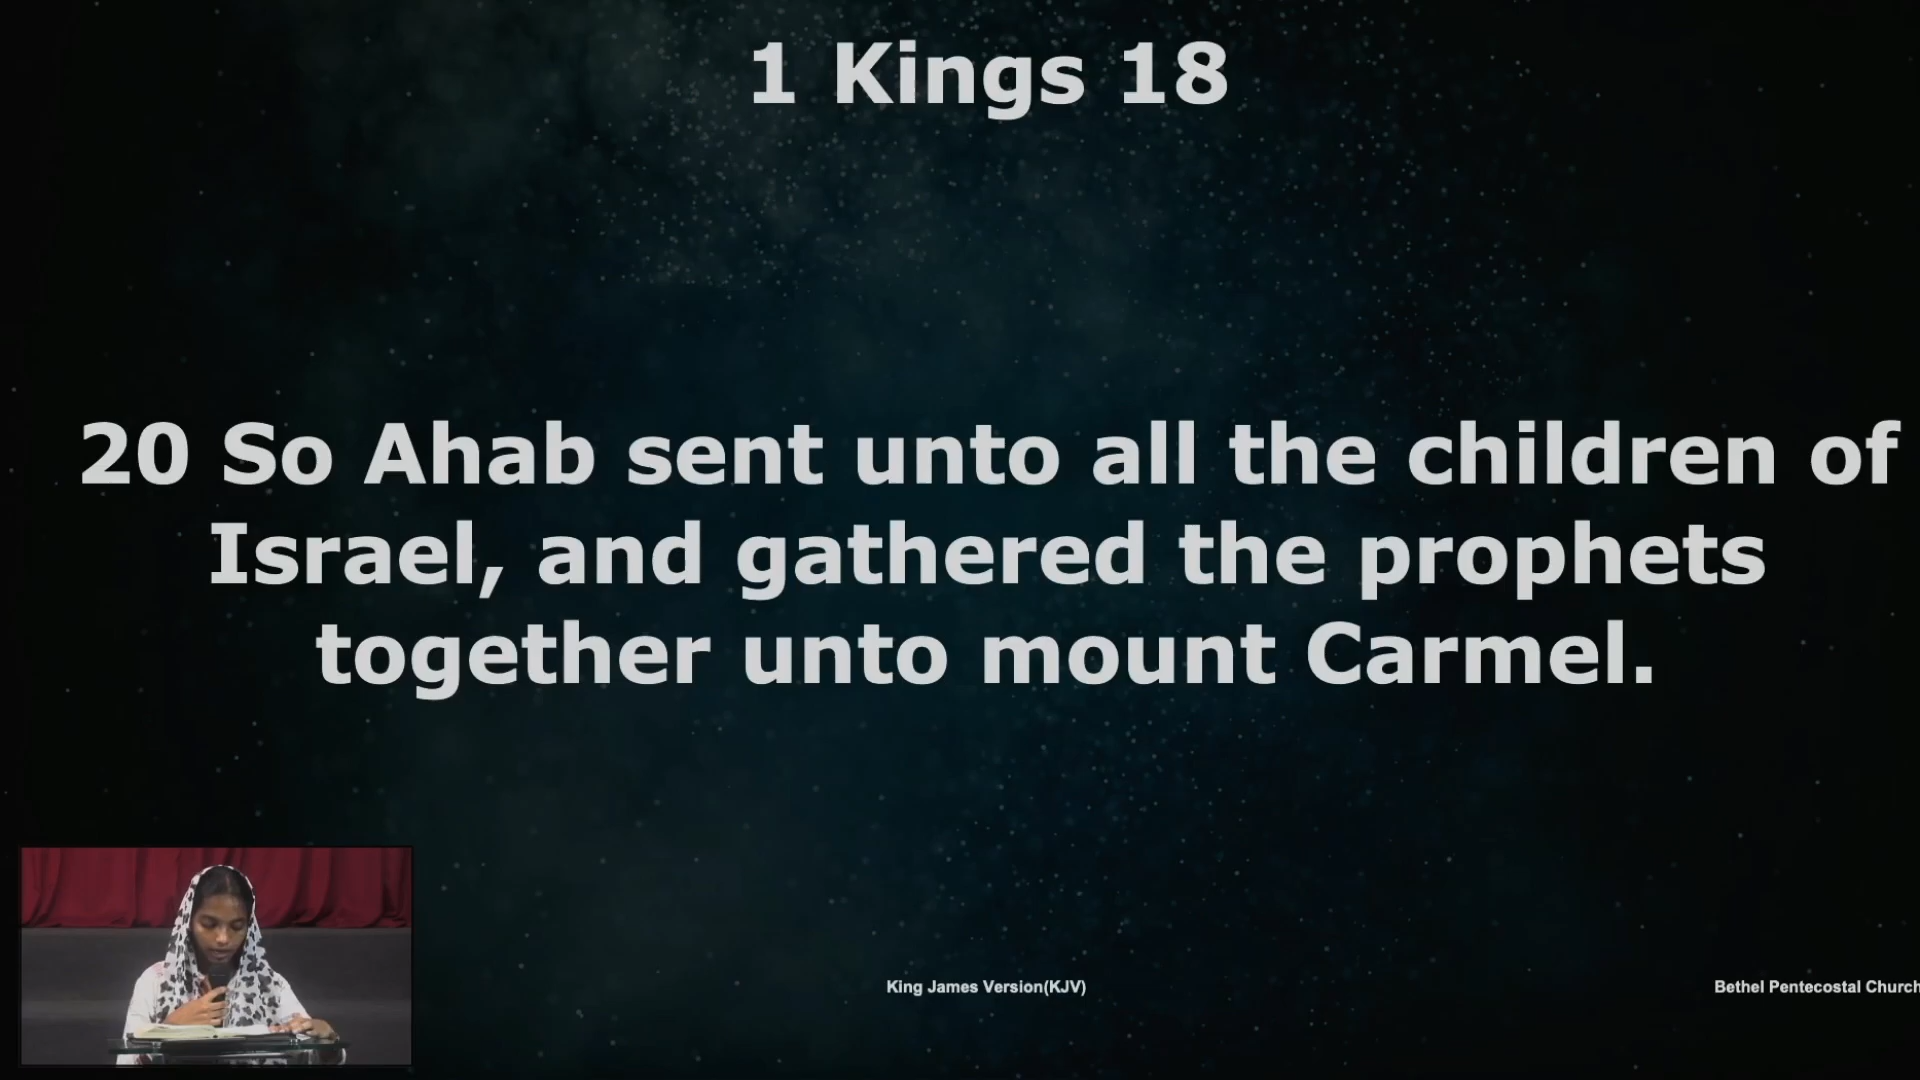 1 Kings 18
20 So Ahab sent unto all the children of
Israel, and gathered the prophets
together unto mount Carmel.
King James Version(KJV)
Bethel Pentecostal Church